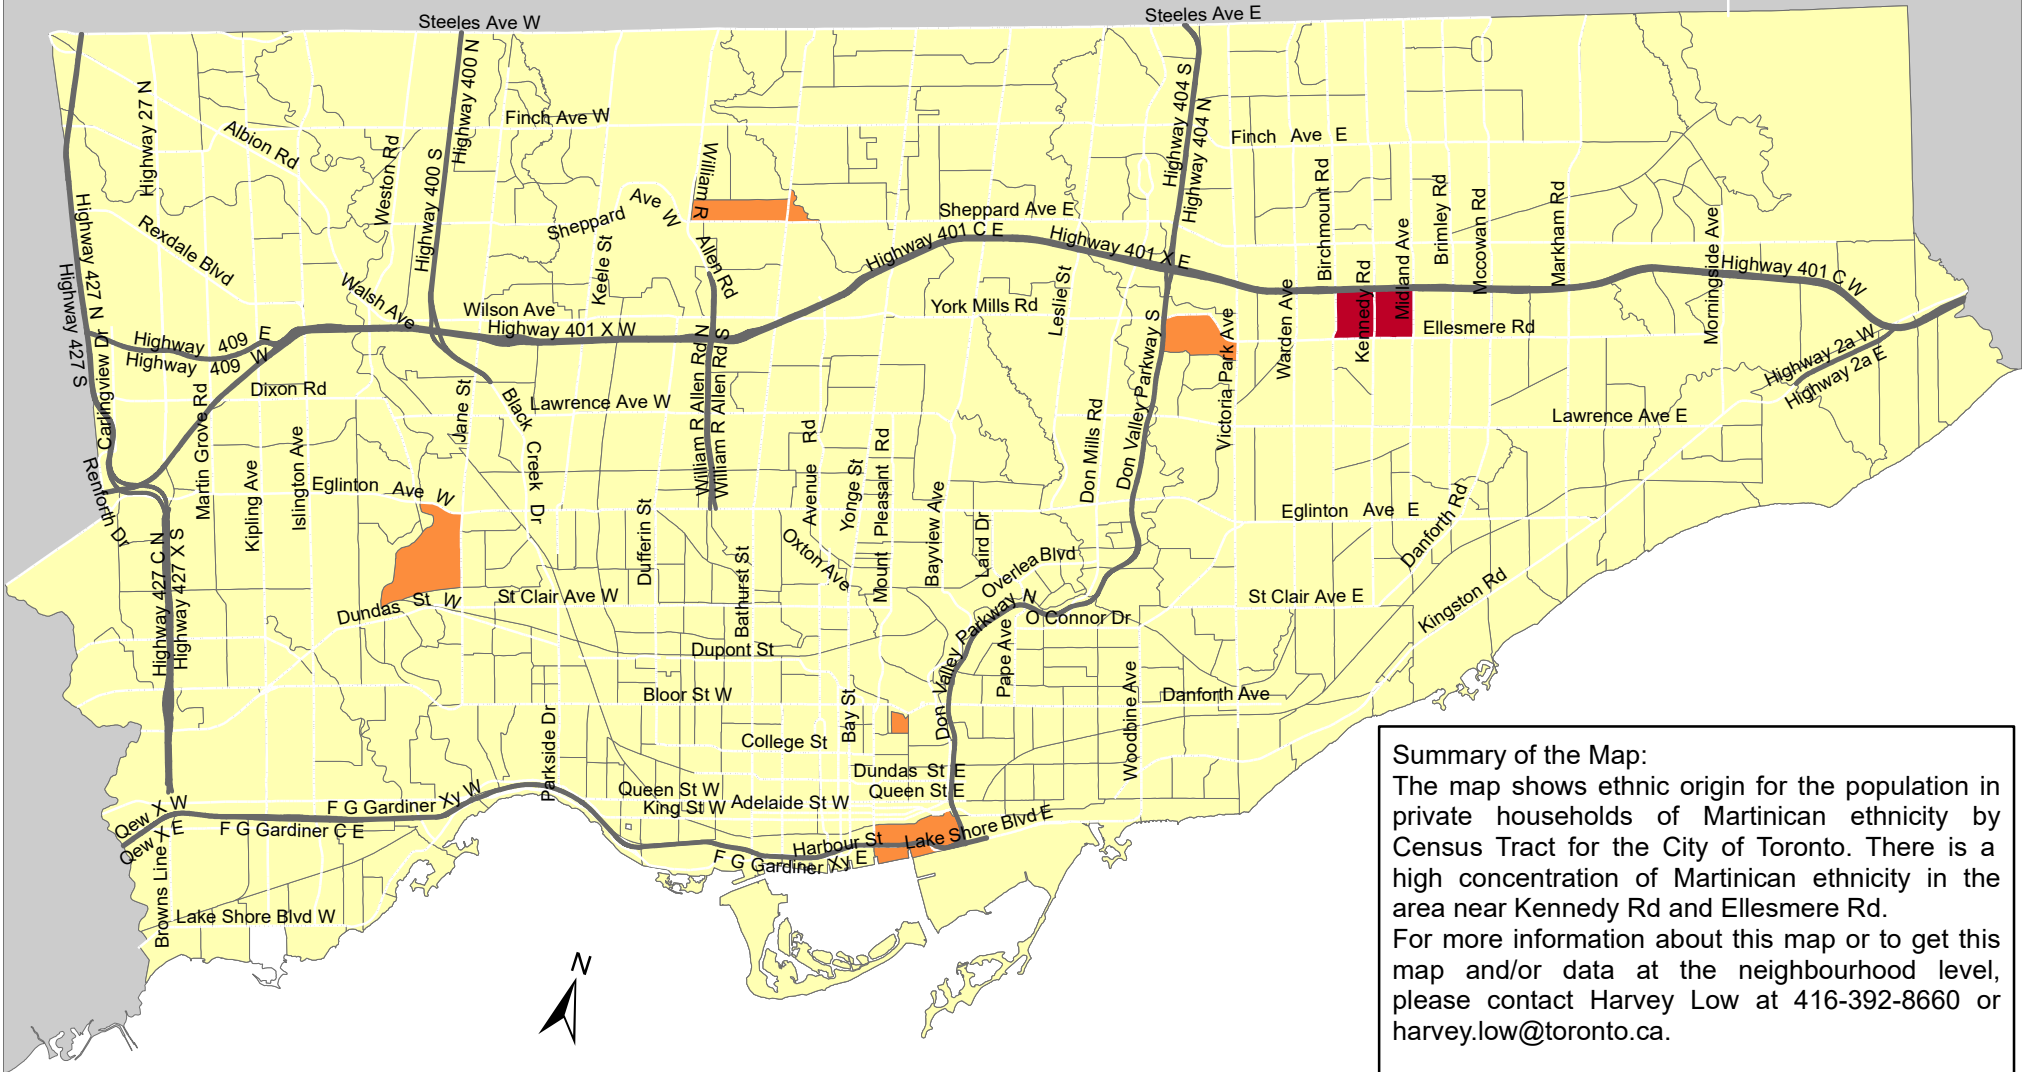 Steeles Ave W
Steeles Ave E
Highway 27 N
Albion Rd
Weston Rd
Highway 400 N
Highway 400 S
Finch Ave W
William R
Allen Rd
Highway 404 S
Highway 404 N
Finch Ave E
Birchmount Rd
Brimley Rd
Mccowan Rd
Markham Rd
Morningside Ave
Rexdale Blvd
Sheppard Ave W
Keele St
Sheppard Ave E
Highway 401 C E
Highway 401 X E
Highway 401 C W
Highway 427 N
Highway 427 S
Walsh Ave
Wilson Ave
Highway 401 X W
York Mills Rd
Leslie St
Kennedy Rd
Midland Ave
Ellesmere Rd
Warden Ave
Victoria Park Ave
Highway 409 E
Highway 409 W
Carlingview Dr
Dixon Rd
Martin Grove Rd
Jane St
Black Creek Dr
Lawrence Ave W
William R Allen Rd N
William R Allen Rd S
Avenue Rd
Yonge St
Mount Pleasant Rd
Bayview Ave
Laird Dr
Don Mills Rd
Don Valley Parkway S
Highway 2a W
Highway 2a E
Lawrence Ave E
Renforth Dr
Kipling Ave
Islington Ave
Eglinton Ave W
Dufferin St
Bathurst St
Oxton Ave
Overlea Blvd
Eglinton Ave E
Danforth Rd
Kingston Rd
Highway 427 C N
Highway 427 X S
Dundas St W
St Clair Ave W
St Clair Ave E
O Connor Dr
Don Valley Parkway N
Pape Ave
Dupont St
Bloor St W
Bay St
Danforth Ave
Woodbine Ave
Parkside Dr
College St
Dundas St E
Queen St E
Queen St W
King St W
Adelaide St W
Qew X W
Qew X E
F G Gardiner Xy W
F G Gardiner C E
Harbour St
Lake Shore Blvd E
F G Gardiner Xy E
Browns Line
Lake Shore Blvd W
N
Summary of the Map:
The map shows ethnic origin for the population in
private households of Martinican ethnicity by
Census Tract for the City of Toronto. There is a
high concentration of Martinican ethnicity in the
area near Kennedy Rd and Ellesmere Rd.
For more information about this map or to get this
map and/or data at the neighbourhood level,
please contact Harvey Low at 416-392-8660 or
harvey.low@toronto.ca.